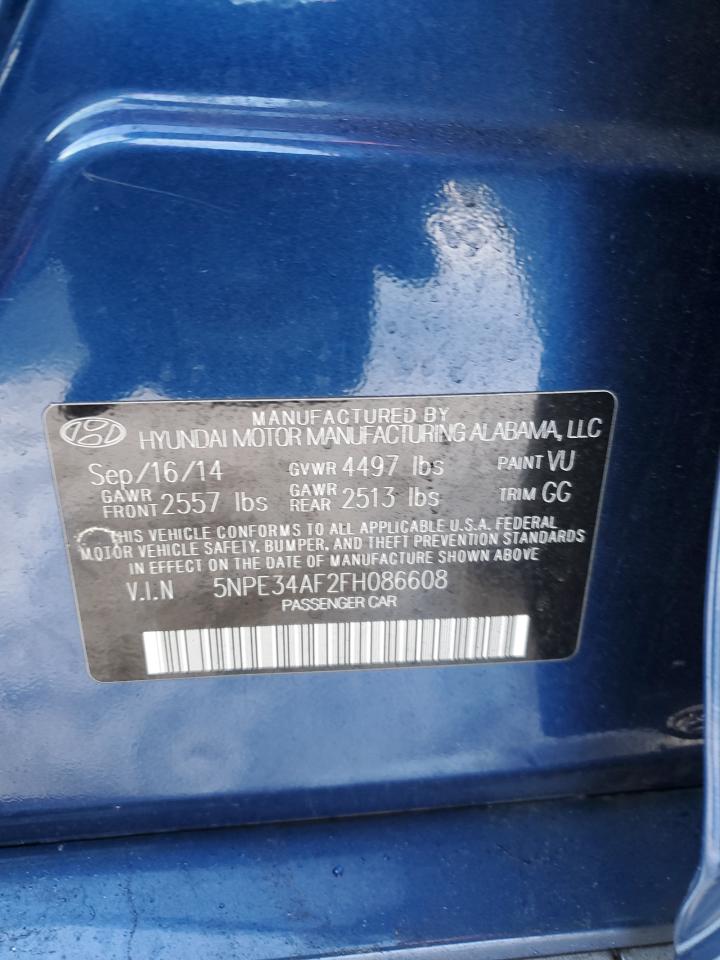 MANUFACTURED BY
HYUNDAI MOTOR MANUFACTURING ALABAMA, LLC
Sep/16/14 GVWR 4497 lbs PAINT VU
GAWR FRONT 2557 lbs GAWR REAR 2513 lbs TRIM GG
THIS VEHICLE CONFORMS TO ALL APPLICABLE U.S.A. FEDERAL
MOTOR VEHICLE SAFETY, BUMPER, AND THEFT PREVENTION STANDARDS
IN EFFECT ON THE DATE OF MANUFACTURE SHOWN ABOVE
V.I.N 5NPE34AF2FH086608
PASSENGER CAR